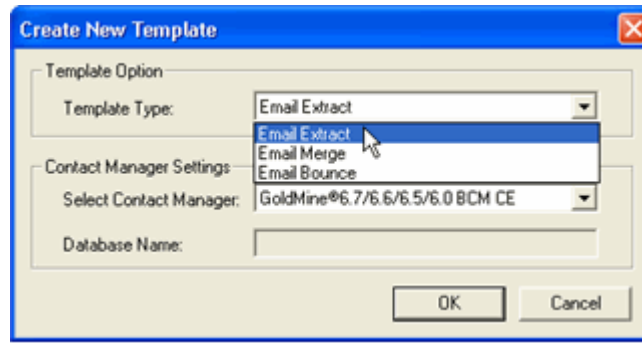 Create New Template
Template Option
Template Type: Email Extract
Email Extract
Email Merge
Email Bounce
Contact Manager Settings
Select Contact Manager: GoldMine®6.7/6.6/6.5/6.0 BCM CE
Database Name:
OK Cancel